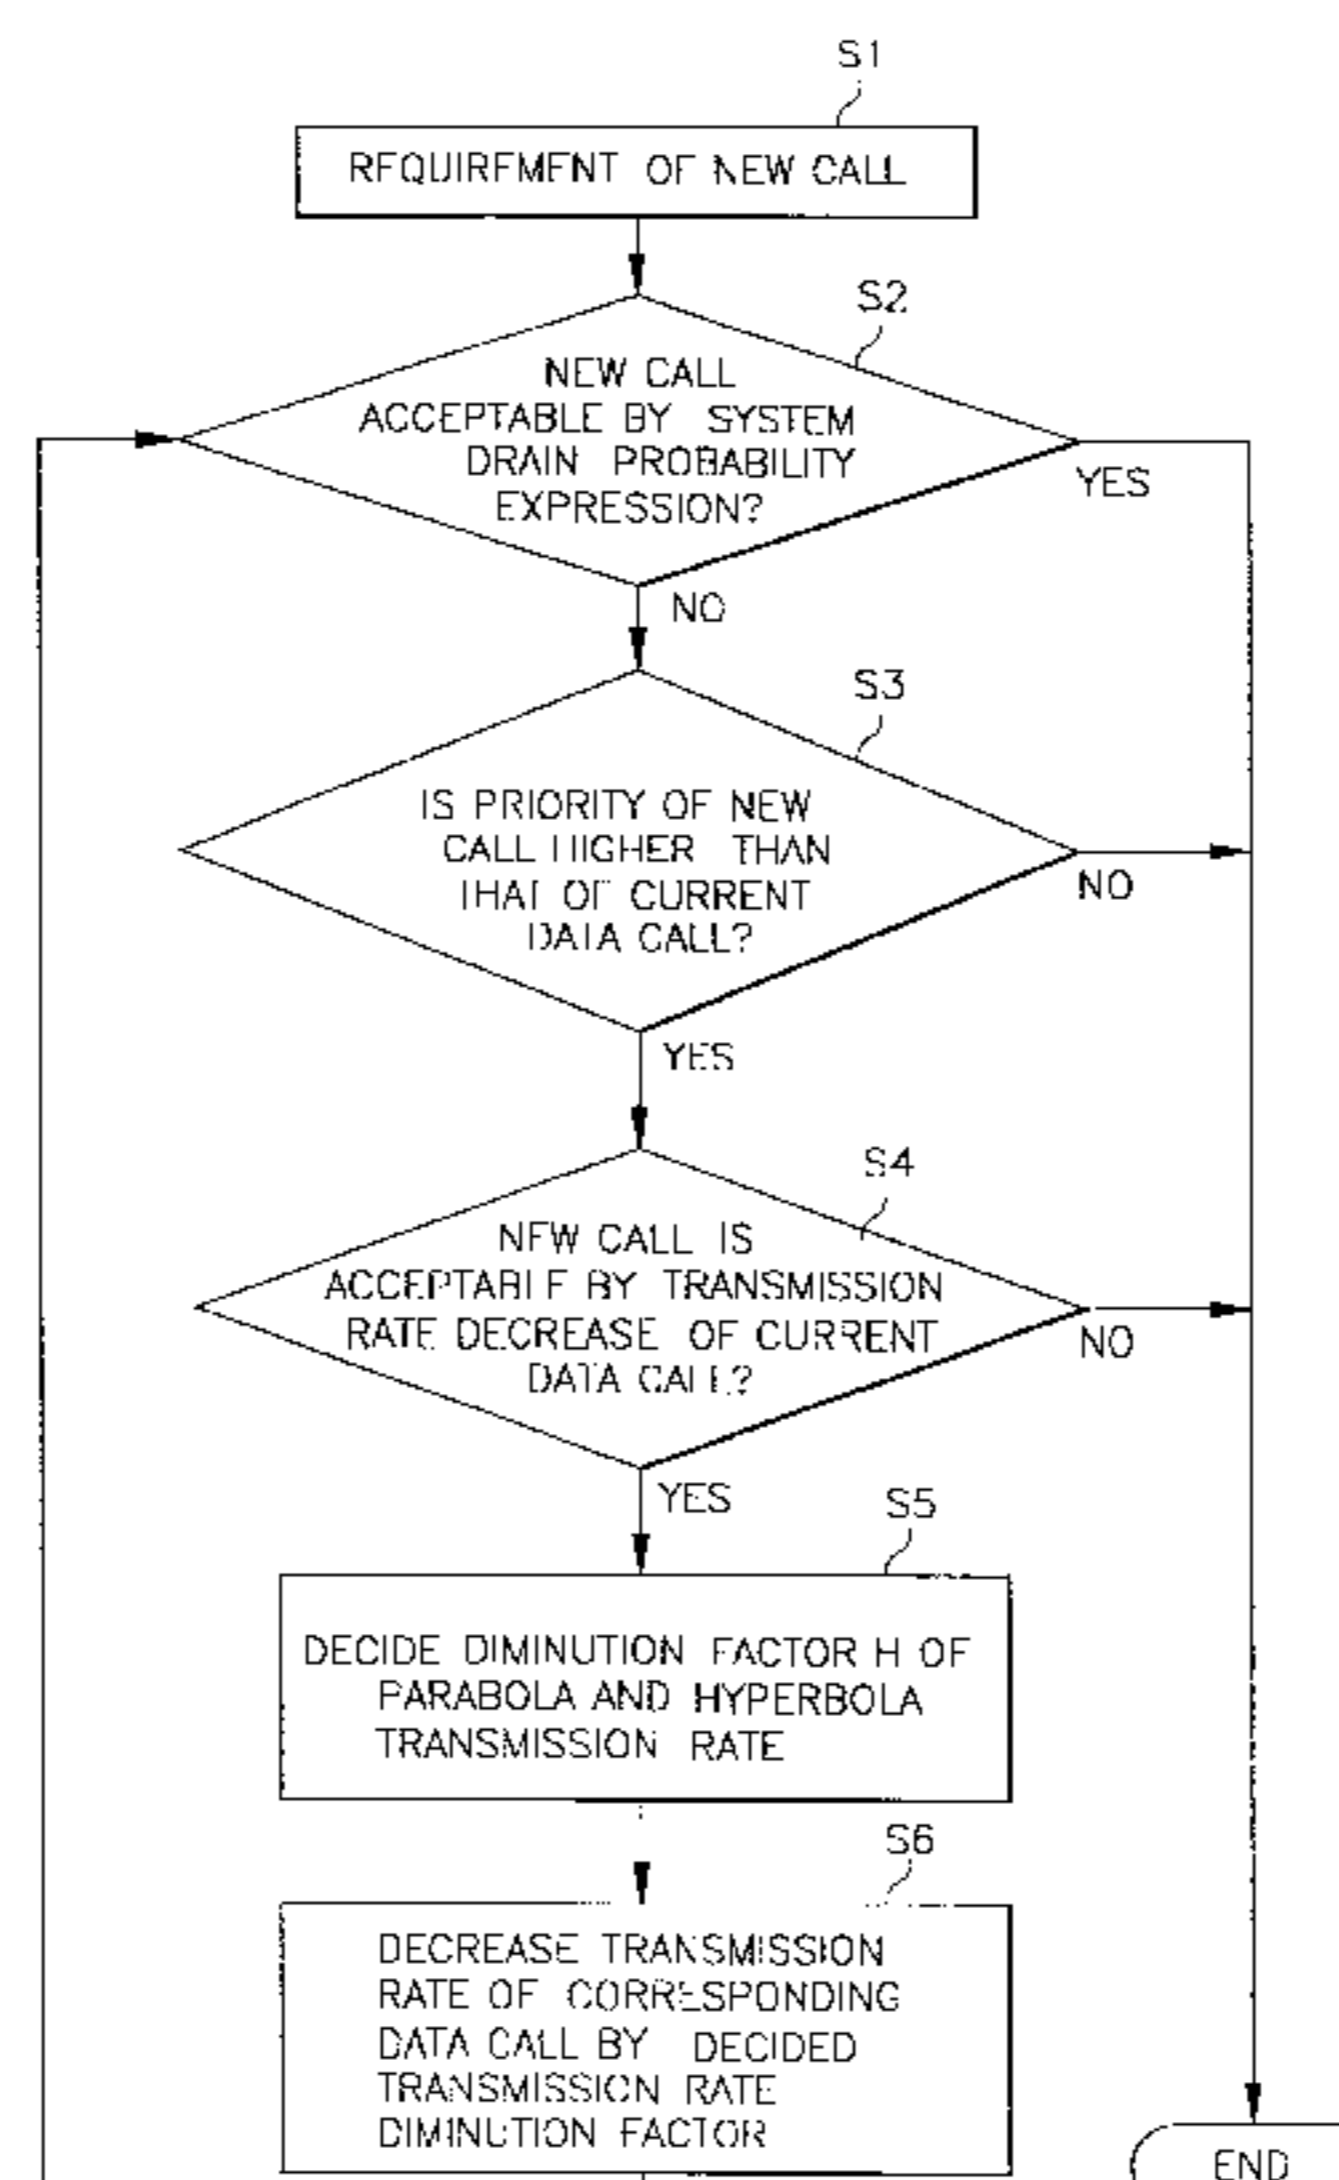 S1
REQUIREMENT OF NEW CALL
S2
NEW CALL
ACCEPTABLE BY SYSTEM
DRAIN PROBABILITY
EXPRESSION?
YES
NO
S3
IS PRIORITY OF NEW
CALL HIGHER THAN
THAT OF CURRENT
DATA CALL?
NO
YES
S4
NEW CALL IS
ACCEPTABLE BY TRANSMISSION
RATE DECREASE OF CURRENT
DATA CALL?
NO
YES
S5
DECIDE DIMINUTION FACTOR H OF
PARABOLA AND HYPERBOLA
TRANSMISSION RATE
S6
DECREASE TRANSMISSION
RATE OF CORRESPONDING
DATA CALL BY DECIDED
TRANSMISSION RATE
DIMINUTION FACTOR
END